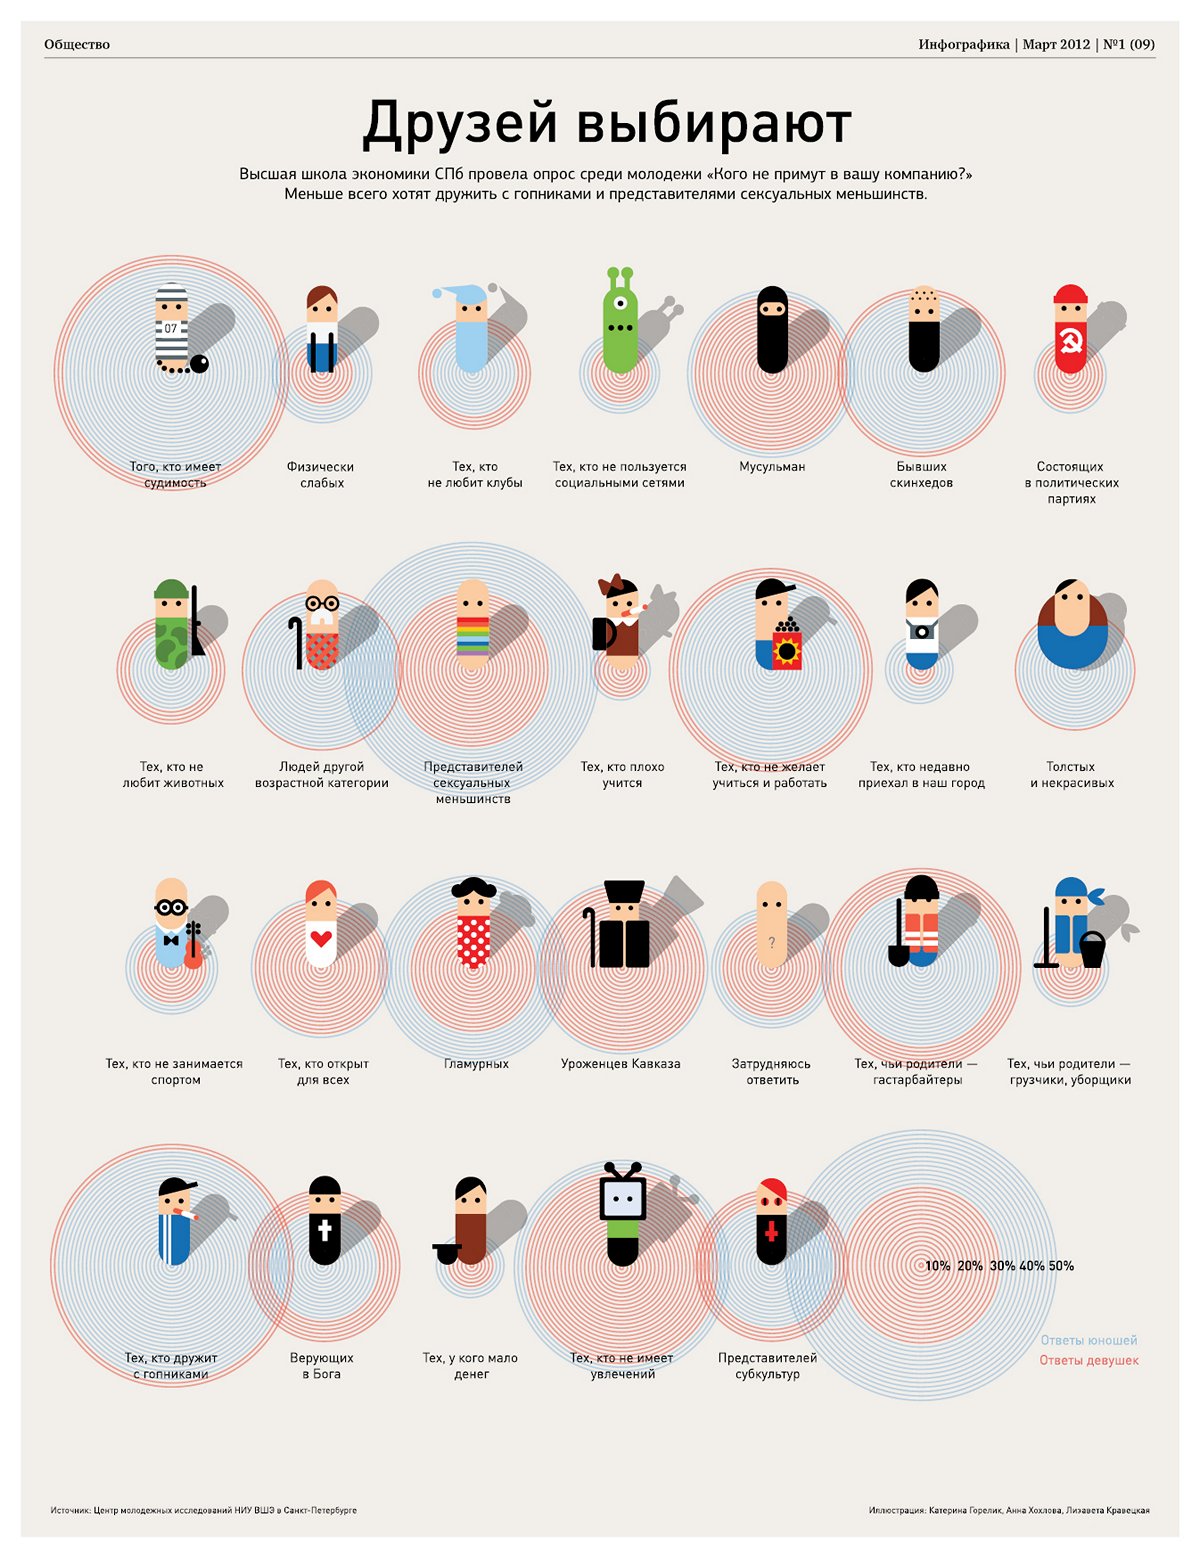 Общество
Инфографика | Март 2012 | №1 (09)
Друзей выбирают
Высшая школа экономики СПб провела опрос среди молодежи «Кого не примут в вашу компанию?»
Меньше всего хотят дружить с гопниками и представителями сексуальных меньшинств.
07
Того, кто имеет
судимость
Физически
слабых
Тех, кто
не любит клубы
Тех, кто не пользуется
социальными сетями
Мусульман
Бывших
скинхедов
Состоящих
в политических
партиях
Тех, кто не
любит животных
Людей другой
возрастной категории
Представителей
сексуальных
меньшинств
Тех, кто плохо
учится
Тех, кто не желает
учиться и работать
Тех, кто недавно
приехал в наш город
Толстых
и некрасивых
?
Тех, кто не занимается
спортом
Тех, кто открыт
для всех
Гламурных
Уроженцев Кавказа
Затрудняюсь
ответить
Тех, чьи родители —
гастарбайтеры
Тех, чьи родители —
грузчики, уборщики
10% 20% 30% 40% 50%
Ответы юношей
Ответы девушек
Тех, кто дружит
с гопниками
Верующих
в Бога
Тех, у кого мало
денег
Тех, кто не имеет
увлечений
Представителей
субкультур
Источник: Центр молодежных исследований НИУ ВШЭ в Санкт-Петербурге
Иллюстрация: Катерина Горелик, Анна Хохлова, Лизавета Кравецкая